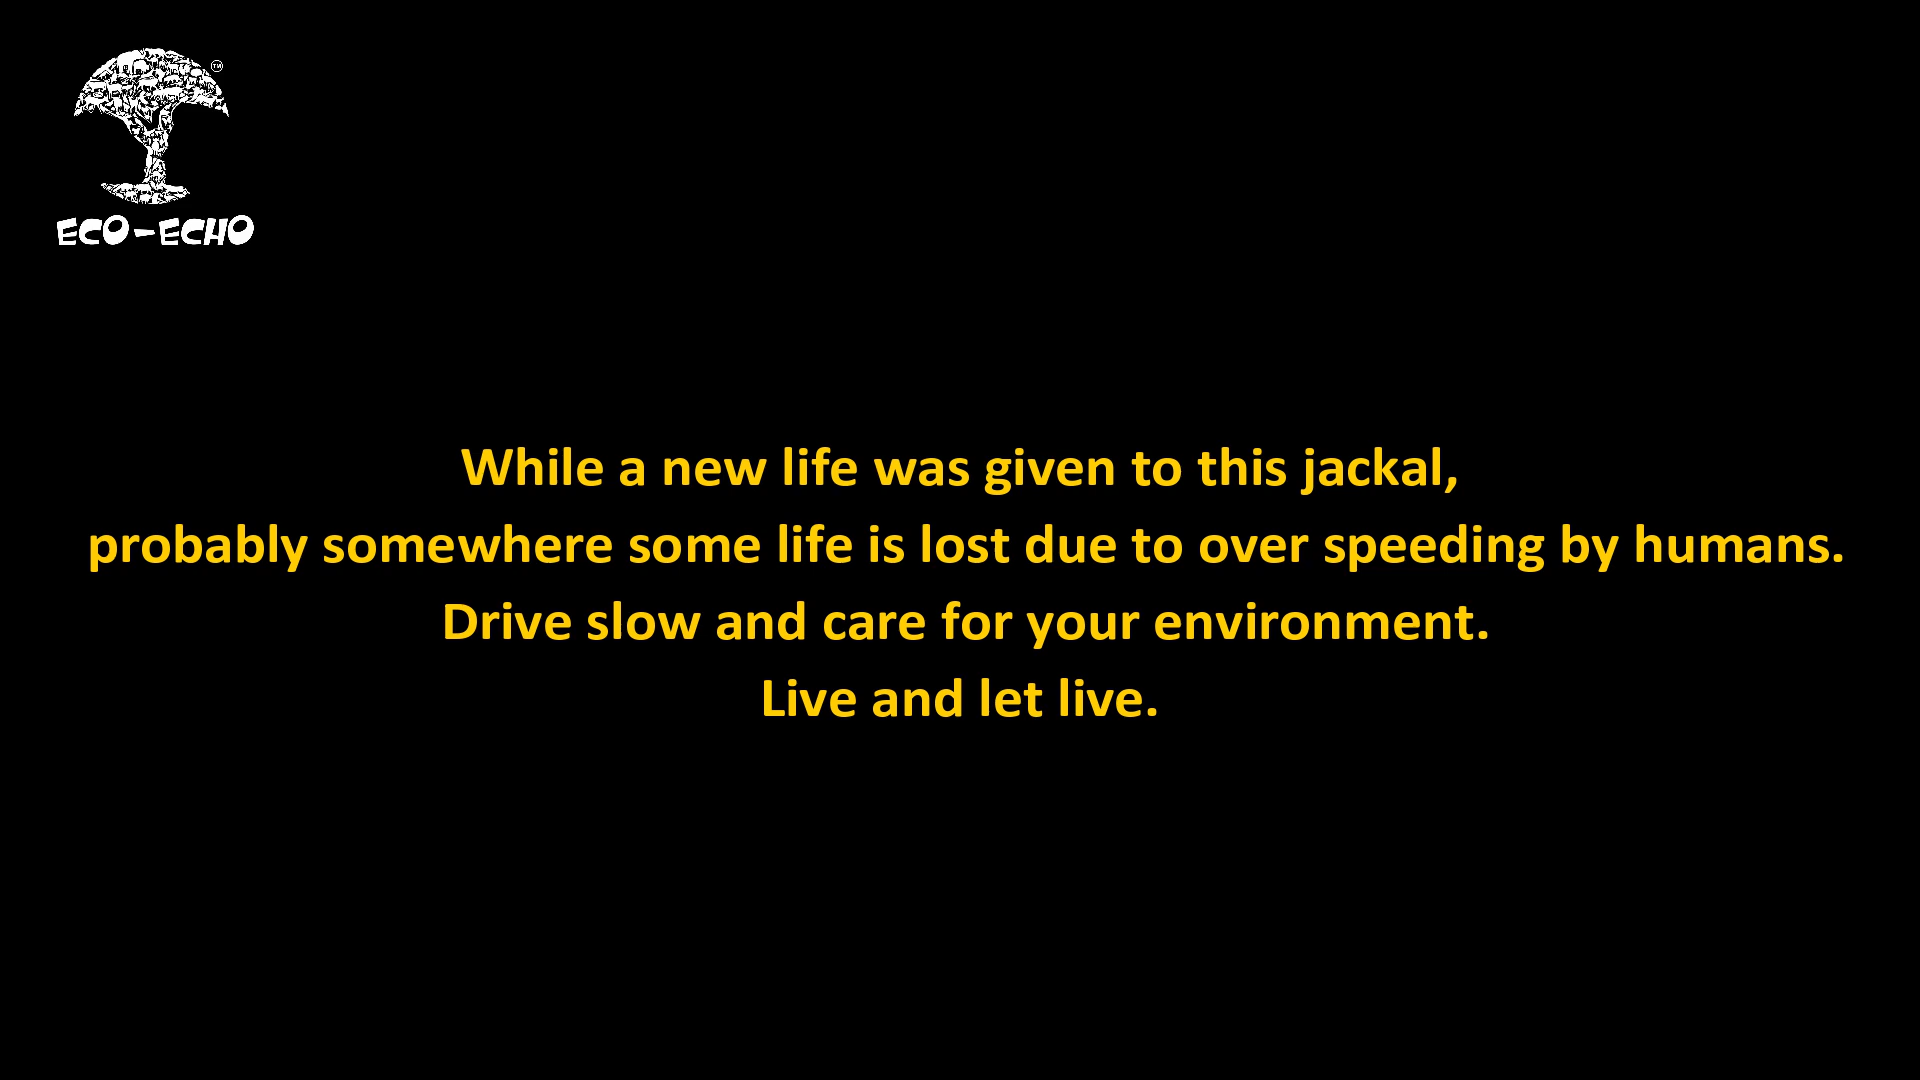 TM
ECO-ECHO
While a new life was given to this jackal,
probably somewhere some life is lost due to over speeding by humans.
Drive slow and care for your environment.
Live and let live.